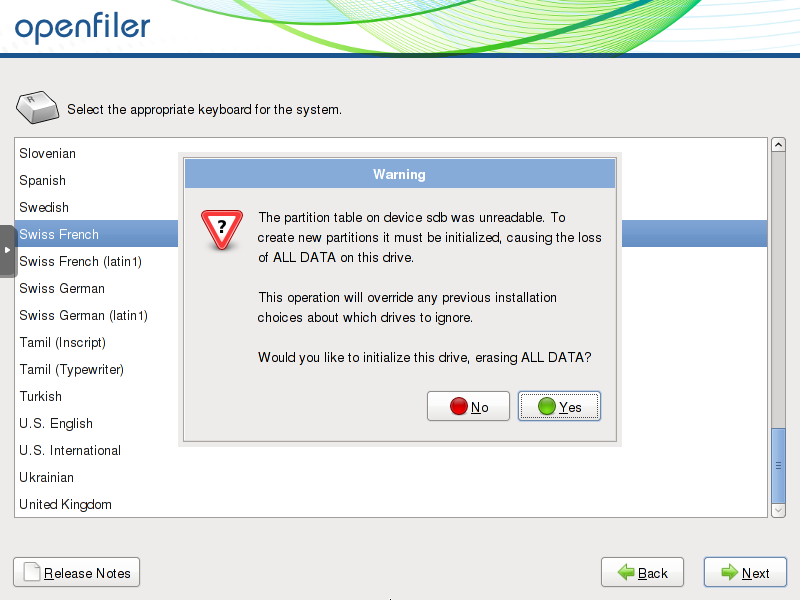 openfiler
Select the appropriate keyboard for the system.
Slovenian
Spanish
Swedish
Swiss French
Swiss French (latin1)
Swiss German
Swiss German (latin1)
Tamil (Inscript)
Tamil (Typewriter)
Turkish
U.S. English
U.S. International
Ukrainian
United Kingdom
Warning
?
The partition table on device sdb was unreadable. To
create new partitions it must be initialized, causing the loss
of ALL DATA on this drive.
This operation will override any previous installation
choices about which drives to ignore.
Would you like to initialize this drive, erasing ALL DATA?
No
Yes
Release Notes
Back
Next